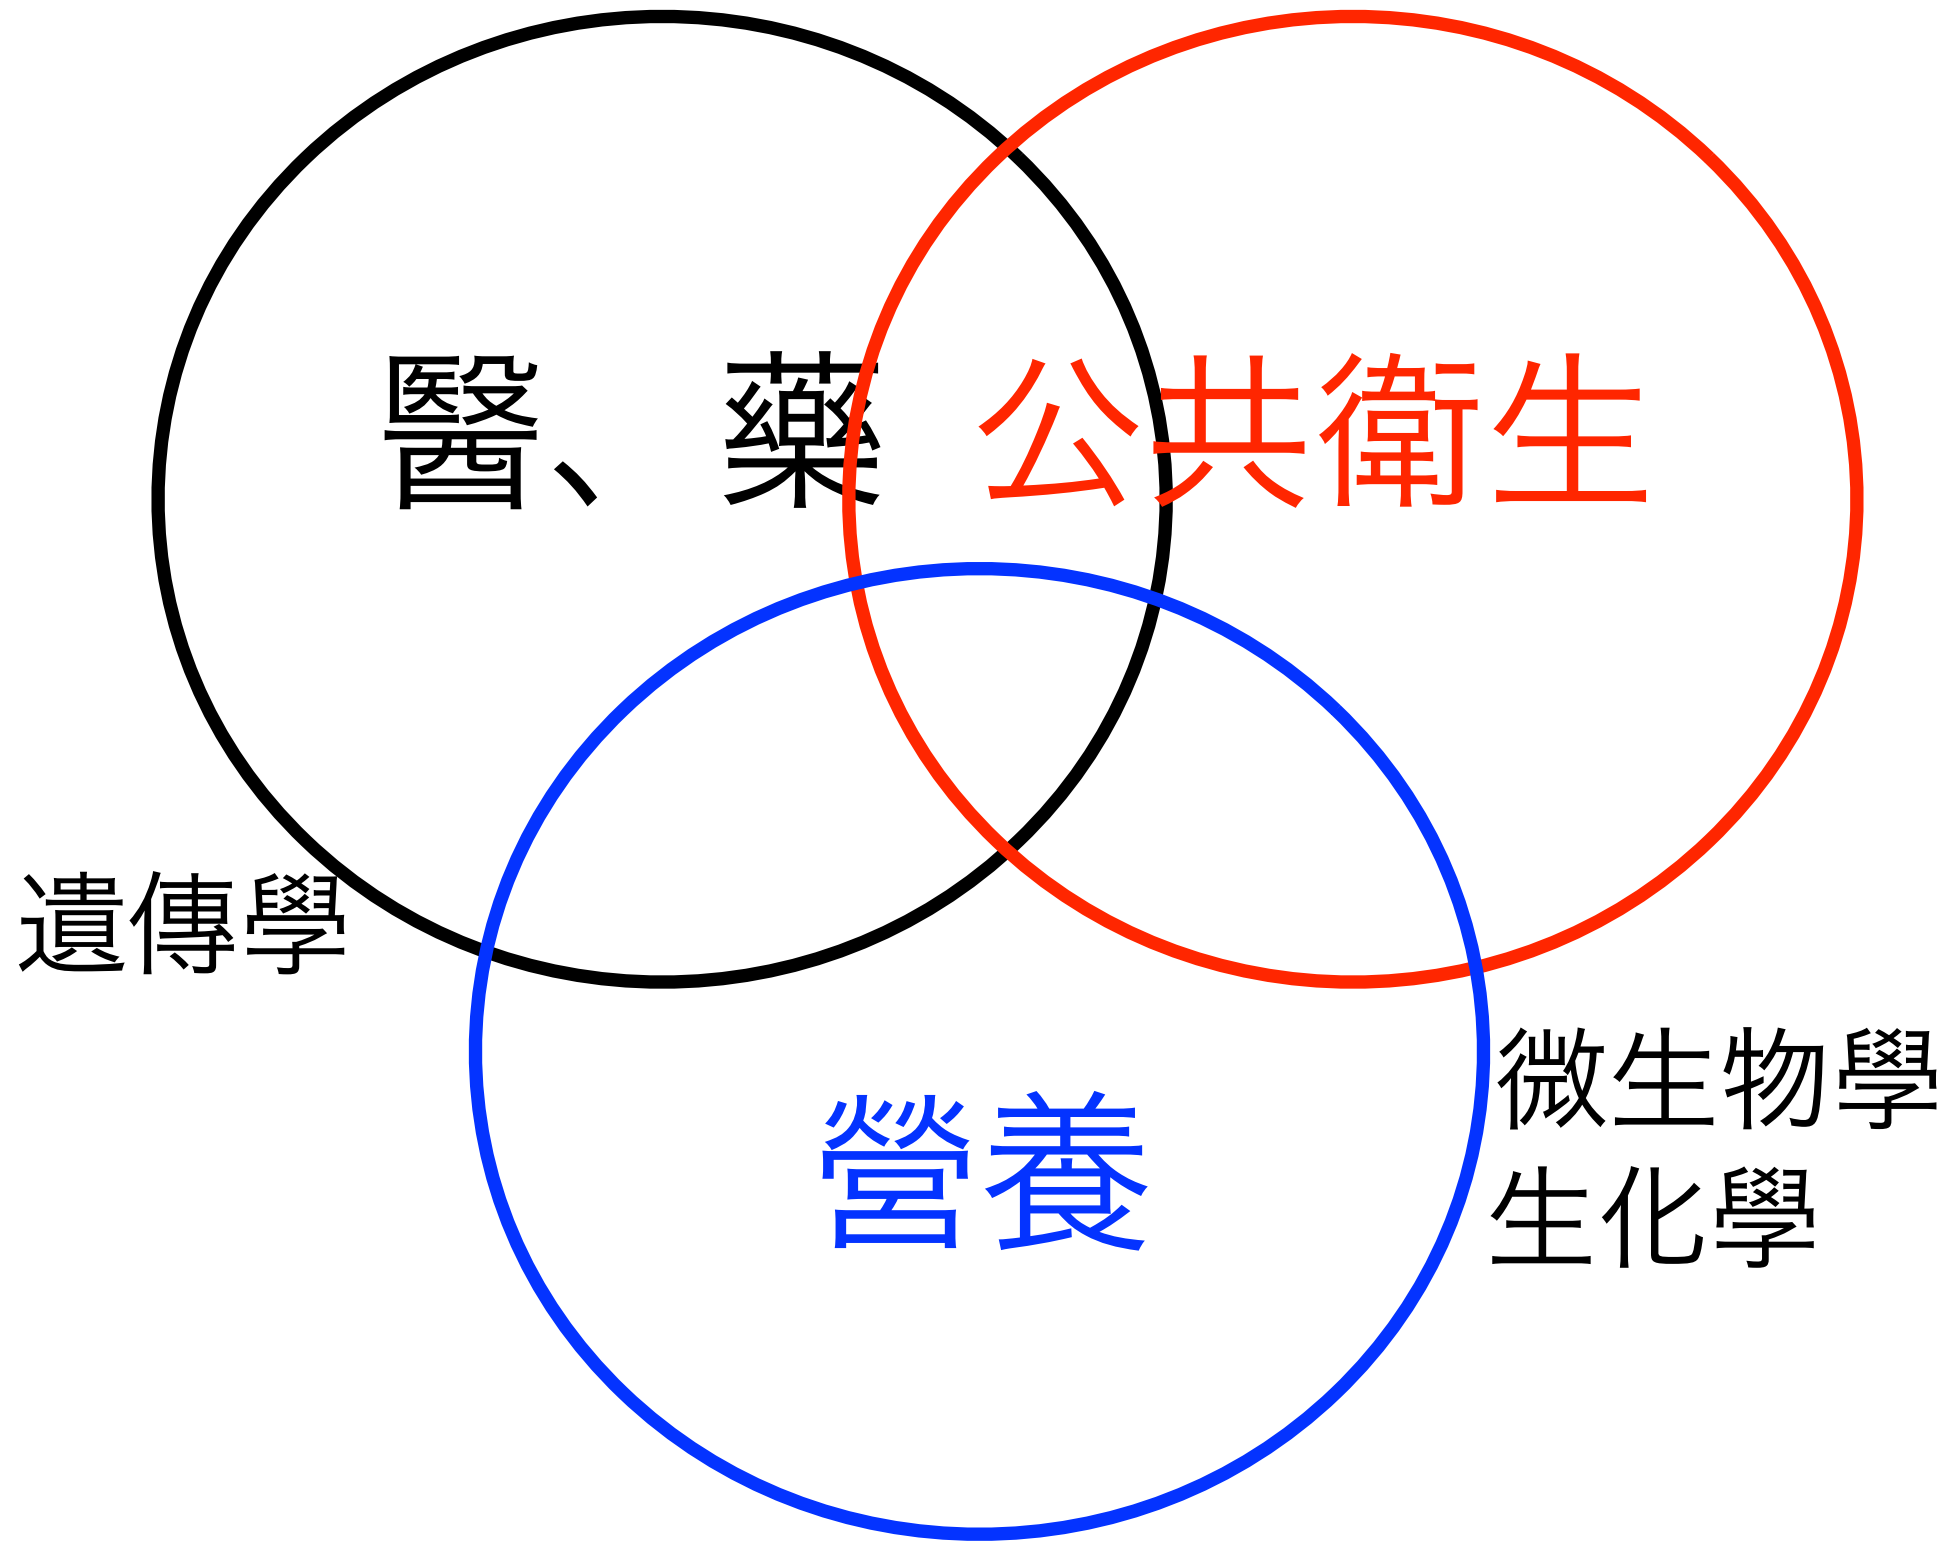 醫、藥
公共衛生
遺傳學
微生物學
生化學
營養